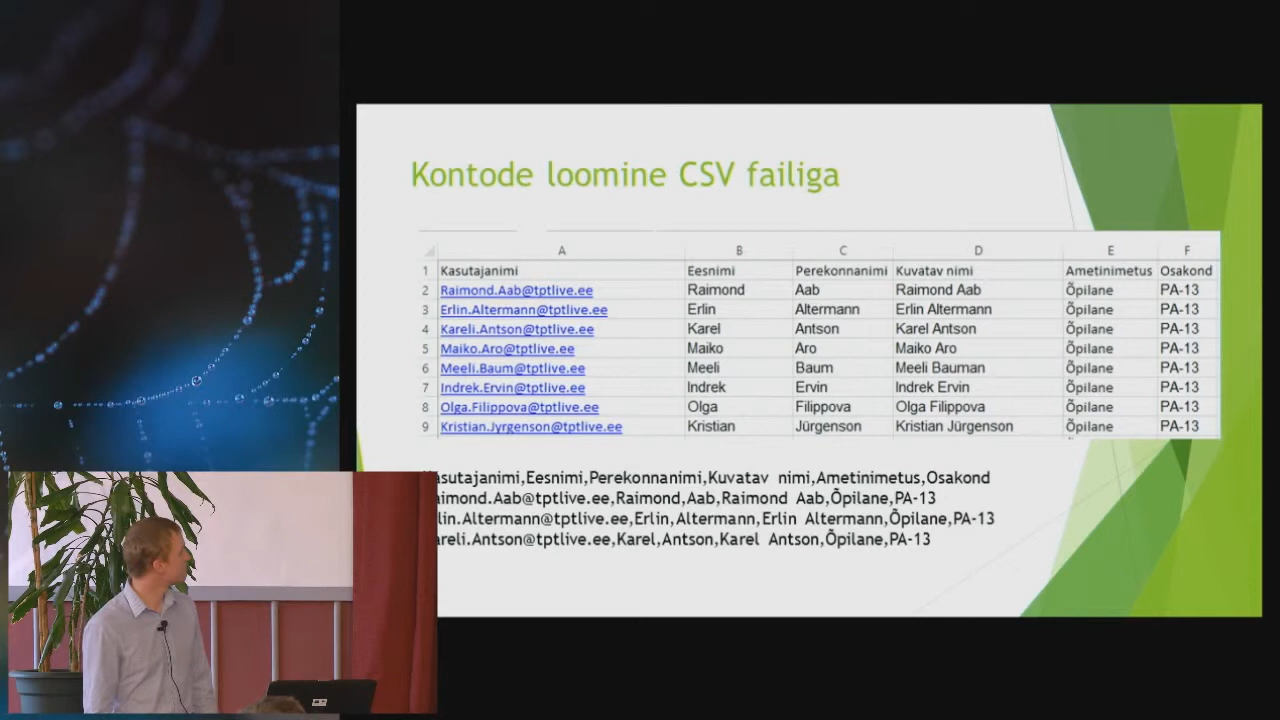 Kontode loomine CSV failiga
A B C D E F
1 Kasutajanimi Eesnimi Perekonnanimi Kuvatav nimi Ametinimetus Osakond
2 Raimond.Aab@tptlive.ee Raimond Aab Raimond Aab Õpilane PA-13
3 Erlin.Altermann@tptlive.ee Erlin Altermann Erlin Altermann Õpilane PA-13
4 Kareli.Antson@tptlive.ee Karel Antson Karel Antson Õpilane PA-13
5 Maiko.Aro@tptlive.ee Maiko Aro Maiko Aro Õpilane PA-13
6 Meeli.Baum@tptlive.ee Meeli Baum Meeli Bauman Õpilane PA-13
7 Indrek.Ervin@tptlive.ee Indrek Ervin Indrek Ervin Õpilane PA-13
8 Olga.Filippova@tptlive.ee Olga Filippova Olga Filippova Õpilane PA-13
9 Kristian.Jyrgenson@tptlive.ee Kristian Jürgenson Kristian Jürgenson Õpilane PA-13
asutajanimi,Eesnimi,Perekonnanimi,Kuvatav nimi,Ametinimetus,Osakond
aimond.Aab@tptlive.ee,Raimond,Aab,Raimond Aab,Õpilane,PA-13
lin.Altermann@tptlive.ee,Erlin,Altermann,Erlin Altermann,Õpilane,PA-13
areli.Antson@tptlive.ee,Karel,Antson,Karel Antson,Õpilane,PA-13